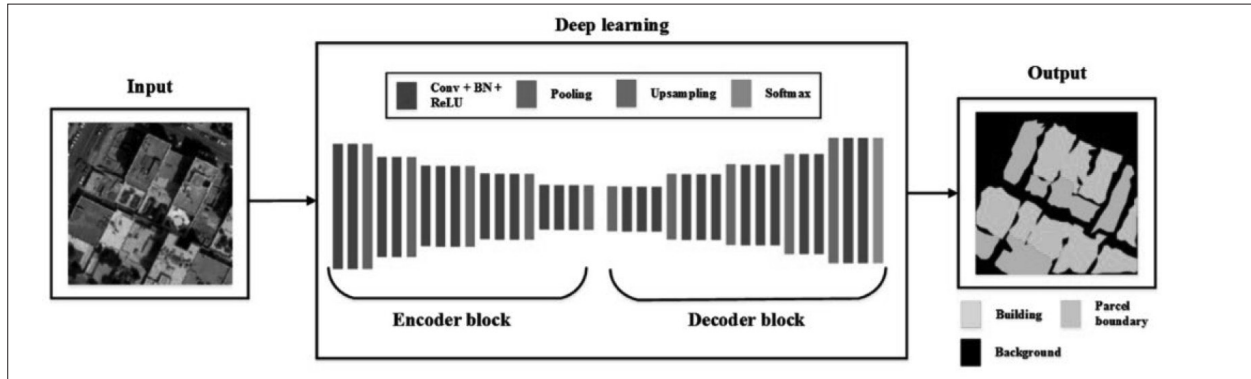 Deep learning
Input
Conv + BN +
ReLU
Pooling
Upsampling
Softmax
Output
Encoder block
Decoder block
Building
Parcel
boundary
Background